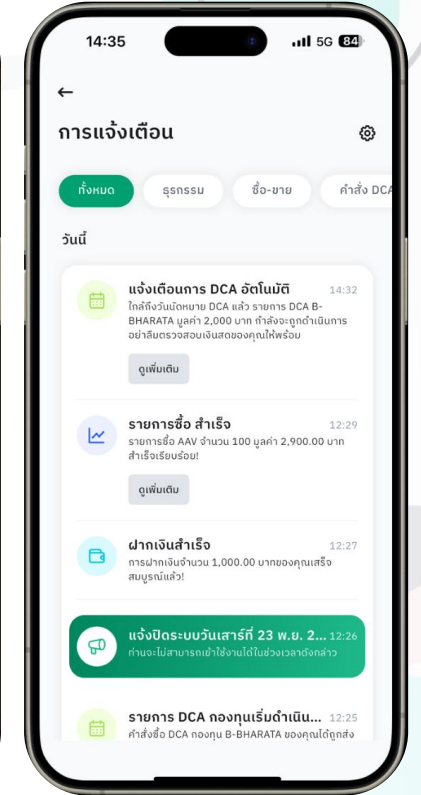 14:35 5G 84
การแจ้งเตือน
ทั้งหมด ธุรกรรม ซื้อ-ขาย คำสั่ง DCA
วันนี้
แจ้งเตือนการ DCA อัตโนมัติ 14:32
ใกล้ถึงวันนัดหมาย DCA แล้ว รายการ DCA B-
BHARATA มูลค่า 2,000 บาท กำลังจะถูกดำเนินการ
อย่าลืมตรวจสอบเงินสดของคุณให้พร้อม
ดูเพิ่มเติม
รายการซื้อ สำเร็จ 12:29
รายการซื้อ AAV จำนวน 100 มูลค่า 2,900.00 บาท
สำเร็จเรียบร้อย!
ดูเพิ่มเติม
ฝากเงินสำเร็จ 12:27
การฝากเงินจำนวน 1,000.00 บาทของคุณเสร็จ
สมบูรณ์แล้ว!
แจ้งปิดระบบวันเสาร์ที่ 23 พ.ย. 2... 12:26
ท่านจะไม่สามารถเข้าใช้งานได้ในช่วงเวลาดังกล่าว
รายการ DCA กองทุนเริ่มดำเนิน... 12:25
คำสั่งซื้อ DCA กองทุน B-BHARATA ของคุณได้ถูกส่ง